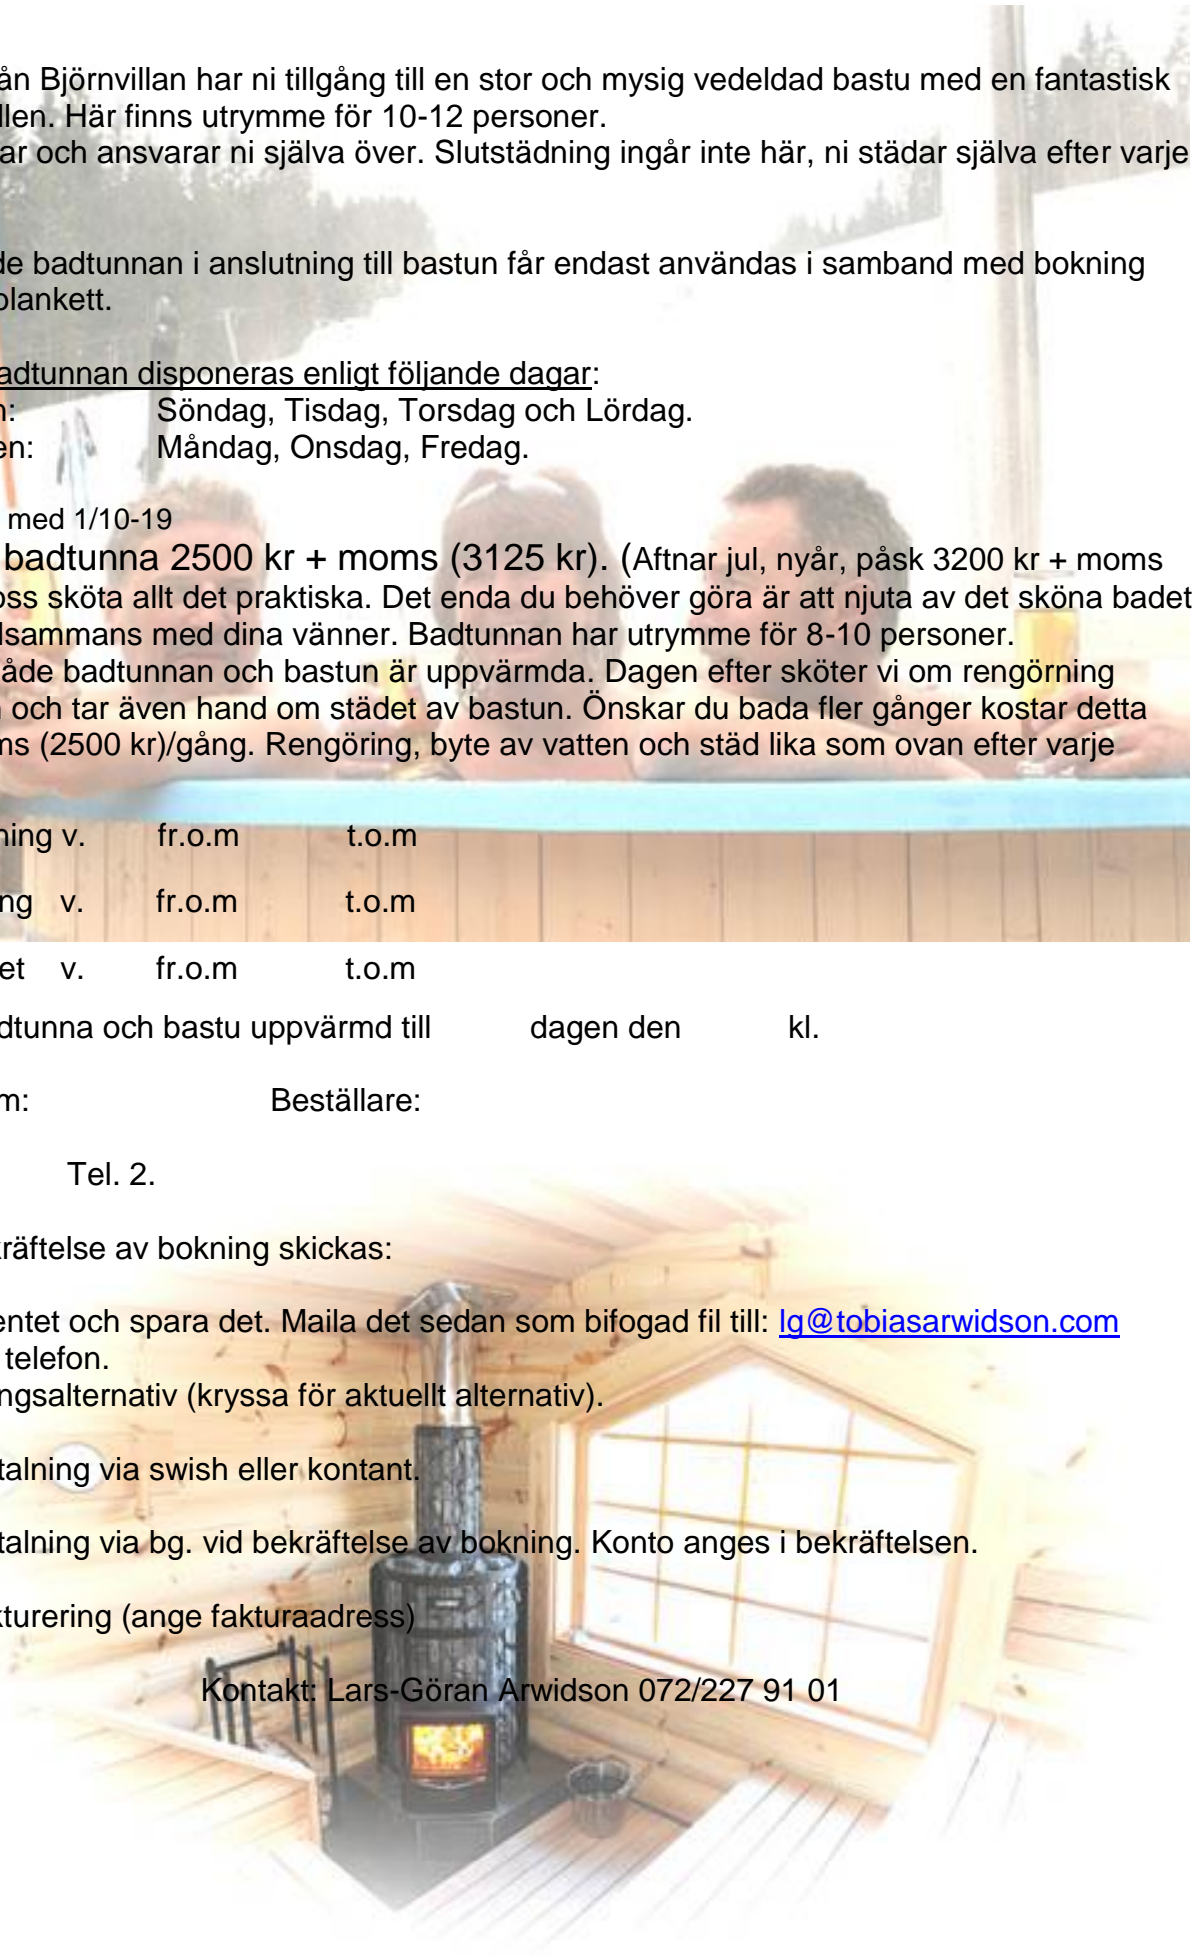 ån Björnvillan har ni tillgång till en stor och mysig vedeldad bastu med en fantastisk
llen. Här finns utrymme för 10-12 personer.
ar och ansvarar ni själva över. Slutstädning ingår inte här, ni städar själva efter varje
de badtunnan i anslutning till bastun får endast användas i samband med bokning
blankett.
adtunnan disponeras enligt följande dagar:
n: Söndag, Tisdag, Torsdag och Lördag.
en: Måndag, Onsdag, Fredag.
med 1/10-19
badtunna 2500 kr + moms (3125 kr). (Aftnar jul, nyår, påsk 3200 kr + moms
oss sköta allt det praktiska. Det enda du behöver göra är att njuta av det sköna badet
llsammans med dina vänner. Badtunnan har utrymme för 8-10 personer.
åde badtunnan och bastun är uppvärmda. Dagen efter sköter vi om rengörning
n och tar även hand om städet av bastun. Önskar du bada fler gånger kostar detta
ms (2500 kr)/gång. Rengöring, byte av vatten och städ lika som ovan efter varje
ning v. fr.o.m t.o.m
ng v. fr.o.m t.o.m
et v. fr.o.m t.o.m
dtunna och bastu uppvärmd till dagen den kl.
m: Beställare:
Tel. 2.
kräftelse av bokning skickas:
entet och spara det. Maila det sedan som bifogad fil till: lg@tobiasarwidson.com
telefon.
ngsalternativ (kryssa för aktuellt alternativ).
talning via swish eller kontant.
talning via bg. vid bekräftelse av bokning. Konto anges i bekräftelsen.
kturering (ange fakturaadress)
Kontakt: Lars-Göran Arwidson 072/227 91 01